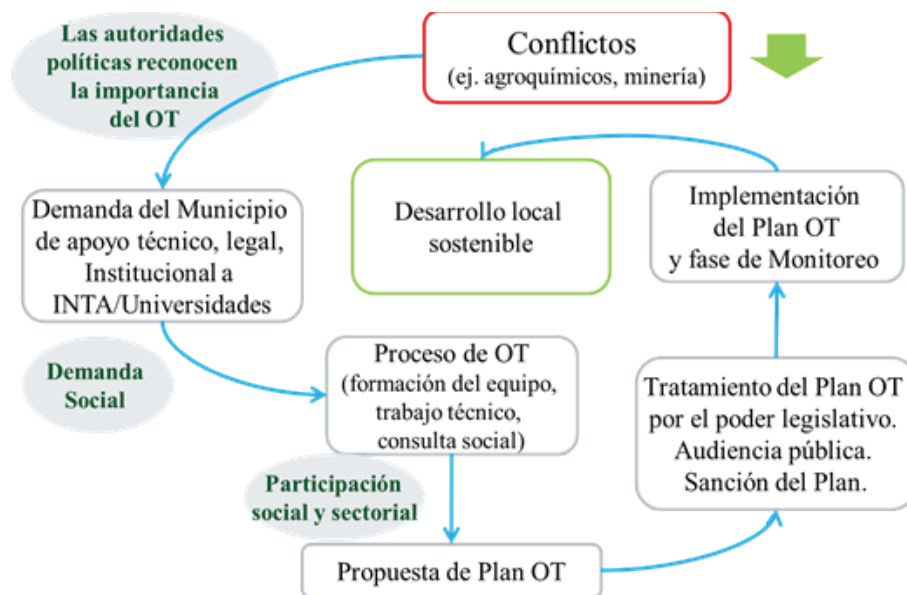 Las autoridades
políticas reconocen
la importancia
del OT
Conflictos
(ej. agroquímicos, minería)
Demanda del Municipio
de apoyo técnico, legal,
Institucional a
INTA/Universidades
Desarrollo local
sostenible
Implementación
del Plan OT
y fase de Monitoreo
Demanda
Social
Proceso de OT
(formación del equipo,
trabajo técnico,
consulta social)
Tratamiento del Plan OT
por el poder legislativo.
Audiencia pública.
Sanción del Plan.
Participación
social y sectorial
Propuesta de Plan OT